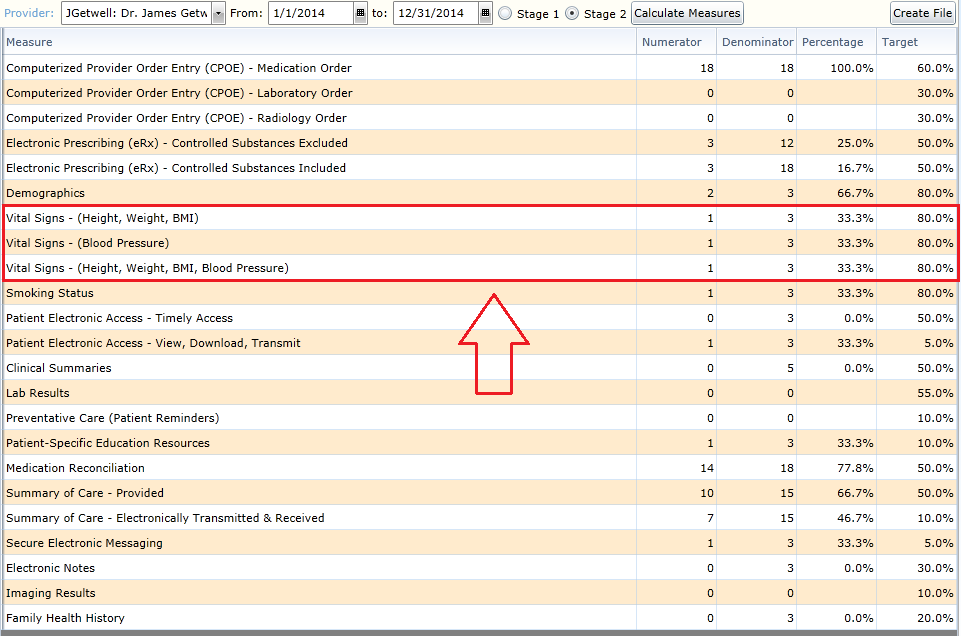 Provider: JGetwell: Dr. James Getw From: 1/1/2014 to: 12/31/2014 Stage 1 Stage 2 Calculate Measures Create File
Measure Numerator Denominator Percentage Target
Computerized Provider Order Entry (CPOE) - Medication Order 18 18 100.0% 60.0%
Computerized Provider Order Entry (CPOE) - Laboratory Order 0 0 30.0%
Computerized Provider Order Entry (CPOE) - Radiology Order 0 0 30.0%
Electronic Prescribing (eRx) - Controlled Substances Excluded 3 12 25.0% 50.0%
Electronic Prescribing (eRx) - Controlled Substances Included 3 18 16.7% 50.0%
Demographics 2 3 66.7% 80.0%
Vital Signs - (Height, Weight, BMI) 1 3 33.3% 80.0%
Vital Signs - (Blood Pressure) 1 3 33.3% 80.0%
Vital Signs - (Height, Weight, BMI, Blood Pressure) 1 3 33.3% 80.0%
Smoking Status 1 3 33.3% 80.0%
Patient Electronic Access - Timely Access 0 3 0.0% 50.0%
Patient Electronic Access - View, Download, Transmit 1 3 33.3% 5.0%
Clinical Summaries 0 5 0.0% 50.0%
Lab Results 0 0 55.0%
Preventative Care (Patient Reminders) 0 0 10.0%
Patient-Specific Education Resources 1 3 33.3% 10.0%
Medication Reconciliation 14 18 77.8% 50.0%
Summary of Care - Provided 10 15 66.7% 50.0%
Summary of Care - Electronically Transmitted & Received 7 15 46.7% 10.0%
Secure Electronic Messaging 1 3 33.3% 5.0%
Electronic Notes 0 3 0.0% 30.0%
Imaging Results 0 0 10.0%
Family Health History 0 3 0.0% 20.0%